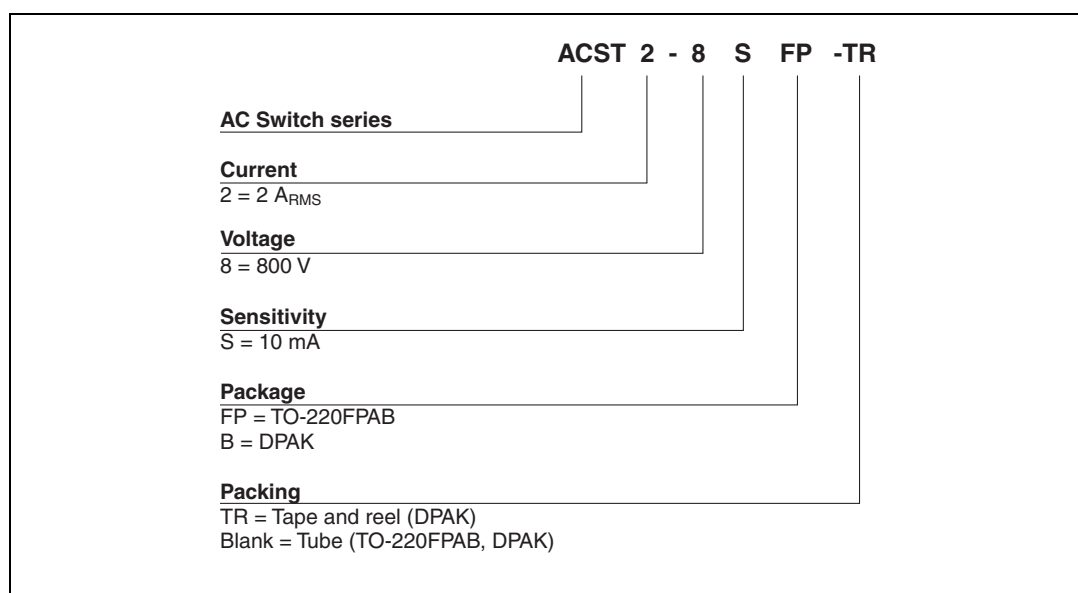 ACST 2 - 8 S FP -TR
AC Switch series
Current
2 = 2 ARMS
Voltage
8 = 800 V
Sensitivity
S = 10 mA
Package
FP = TO-220FPAB
B = DPAK
Packing
TR = Tape and reel (DPAK)
Blank = Tube (TO-220FPAB, DPAK)